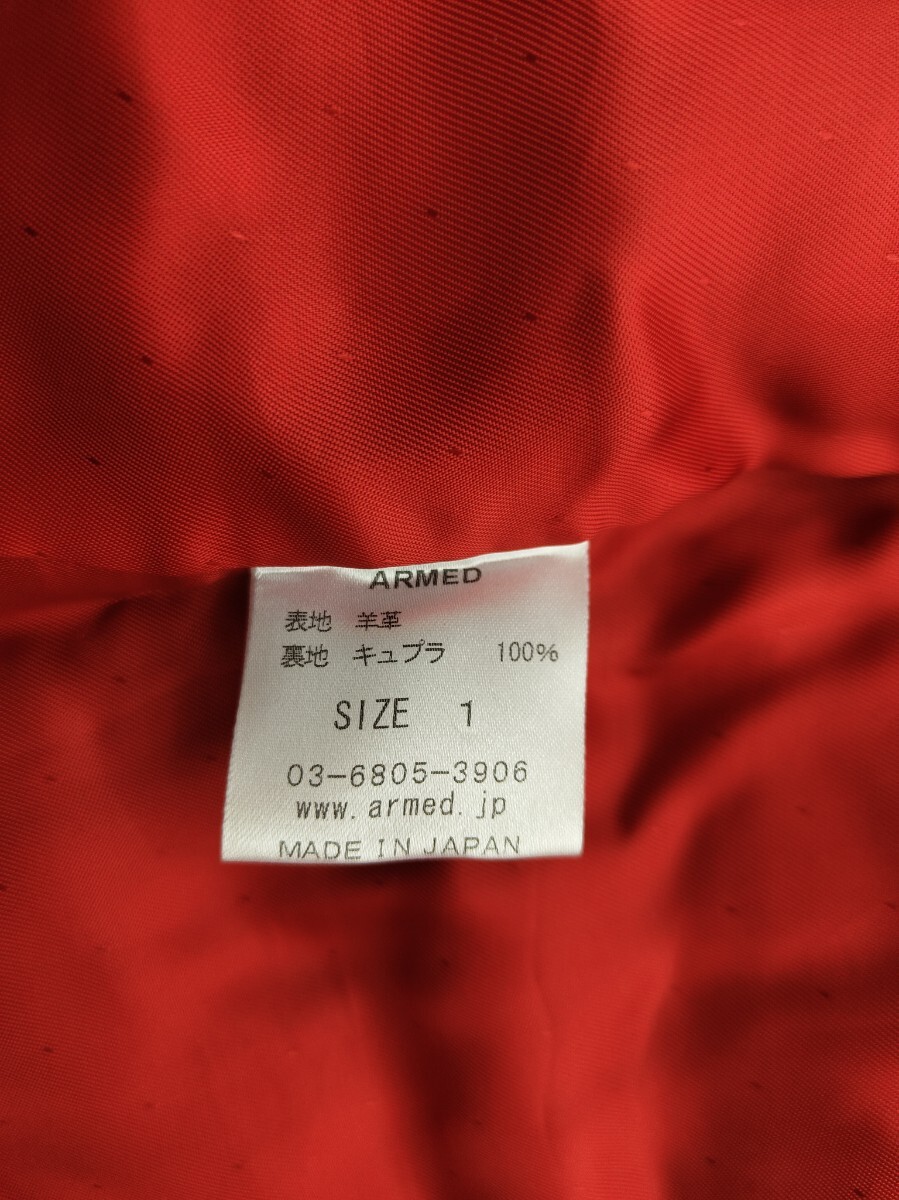 ARMED
表地 羊革
裏地 キュプラ 100%
SIZE 1
03-6805-3906
www.armed.jp
MADE IN JAPAN